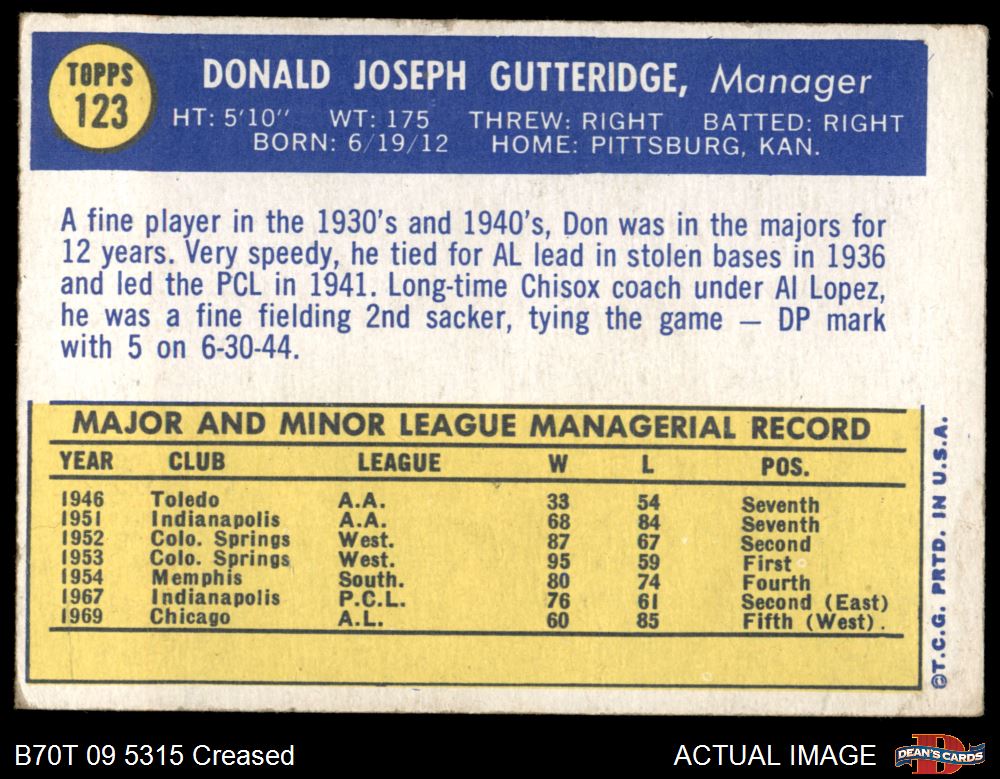 TOPPS
123
DONALD JOSEPH GUTTERIDGE, Manager
HT: 5'10" WT: 175 THREW: RIGHT BATTED: RIGHT
BORN: 6/19/12 HOME: PITTSBURG, KAN.
A fine player in the 1930's and 1940's, Don was in the majors for
12 years. Very speedy, he tied for AL lead in stolen bases in 1936
and led the PCL in 1941. Long-time Chisox coach under Al Lopez,
he was a fine fielding 2nd sacker, tying the game — DP mark
with 5 on 6-30-44.
MAJOR AND MINOR LEAGUE MANAGERIAL RECORD
YEAR CLUB LEAGUE W L POS.
1946 Toledo A.A. 33 54 Seventh
1951 Indianapolis A.A. 68 84 Seventh
1952 Colo. Springs West. 87 67 Second
1953 Colo. Springs West. 95 59 First
1954 Memphis South. 80 74 Fourth
1967 Indianapolis P.C.L. 76 61 Second (East)
1969 Chicago A.L. 60 85 Fifth (West).
©T.C.G. PRTD. IN U.S.A.
B70T 09 5315 Creased
ACTUAL IMAGE
DEAN'S CARDS